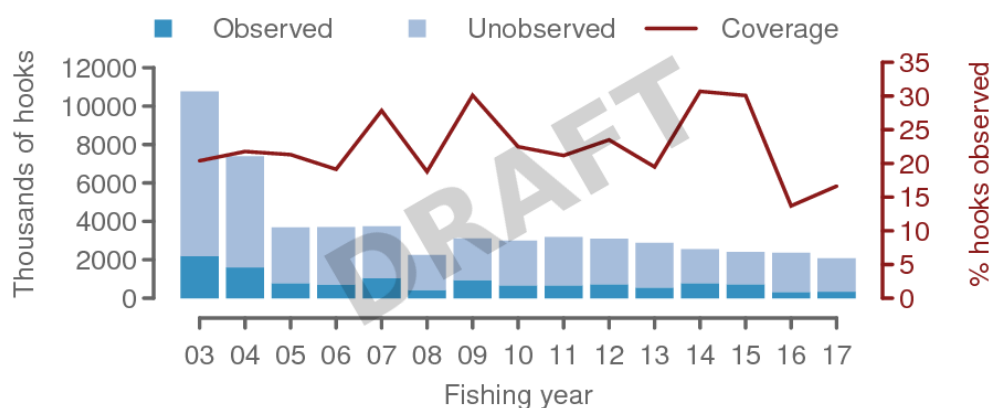 Observed Unobserved Coverage
Thousands of hooks
12000
10000
8000
6000
4000
2000
0
DRAFT
35
30
25
20
15
10
5
0
% hooks observed
03 04 05 06 07 08 09 10 11 12 13 14 15 16 17
Fishing year